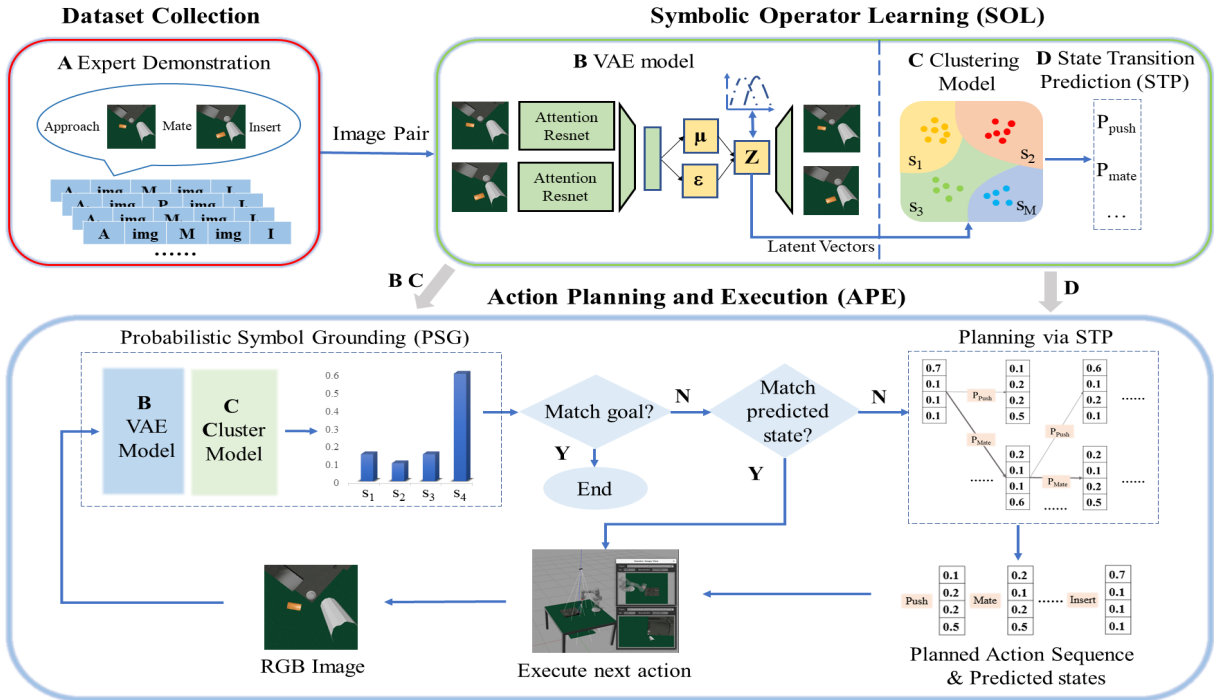 Dataset Collection
A Expert Demonstration
Approach
Mate
Insert
A img M img I
A img P img I
A img M img I
A img M img I
......
Image Pair
Symbolic Operator Learning (SOL)
B VAE model
Attention
Resnet
Attention
Resnet
μ
ε
Z
Latent Vectors
C Clustering
Model
S1
S2
S3
SM
D State Transition
Prediction (STP)
Ppush
Pmate
...
B C
D
Action Planning and Execution (APE)
Probabilistic Symbol Grounding (PSG)
B
VAE
Model
C
Cluster
Model
0.6
0.5
0.4
0.3
0.2
0.1
0
S1 S2 S3 S4
Match goal?
N
Y
End
Match
predicted
state?
N
Y
Planning via STP
0.7
0.1
0.1
0.1
PPush
PMate
......
0.1
0.2
0.2
0.5
0.2
0.1
0.1
0.6
PPush
PMate
......
0.6
0.1
0.2
0.1
......
0.2
0.1
0.2
0.5
......
Push
0.1
0.2
0.2
0.5
Mate
0.2
0.1
0.2
0.5
......
Insert
0.7
0.1
0.1
0.1
Planned Action Sequence
& Predicted states
Execute next action
RGB Image